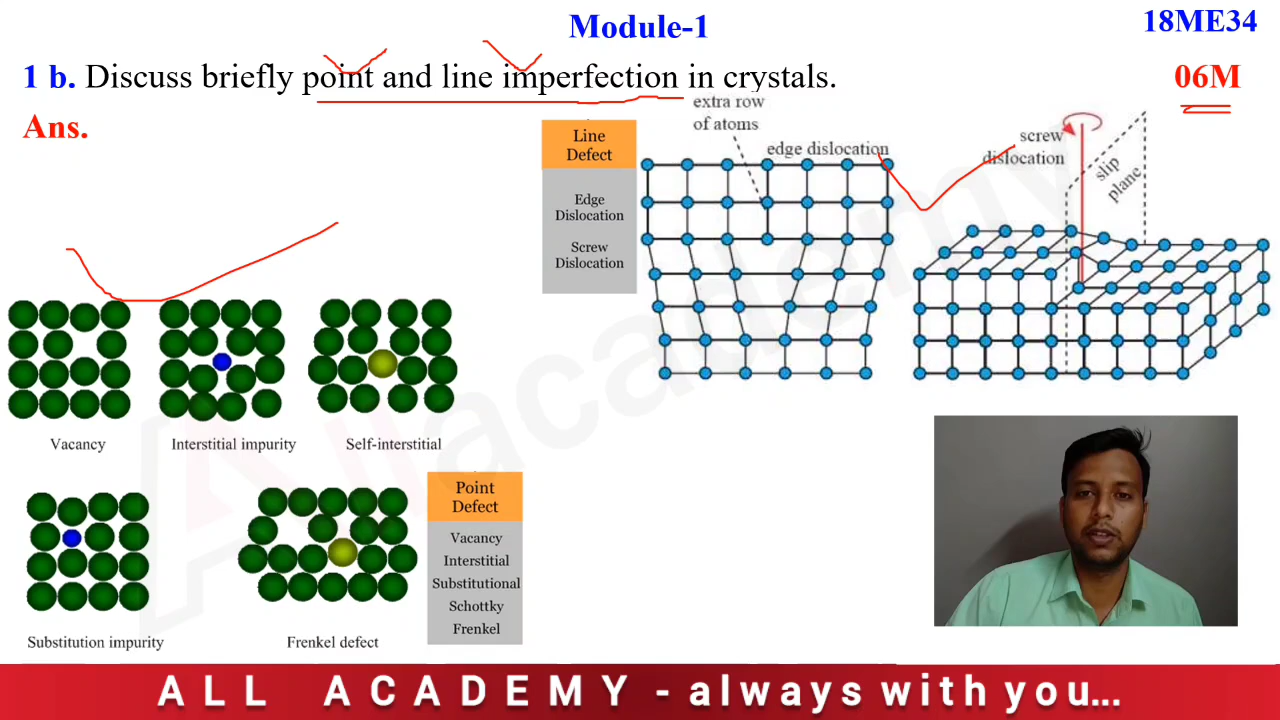 Module-1
18ME34
1 b. Discuss briefly point and line imperfection in crystals.
06M
Ans.
Line
Defect
Edge
Dislocation
Screw
Dislocation
extra row
of atoms
edge dislocation
screw
dislocation
slip
plane
Vacancy
Interstitial impurity
Self-interstitial
Substitution impurity
Frenkel defect
Point
Defect
Vacancy
Interstitial
Substitutional
Schottky
Frenkel
All academy
ALL ACADEMY - always with you...